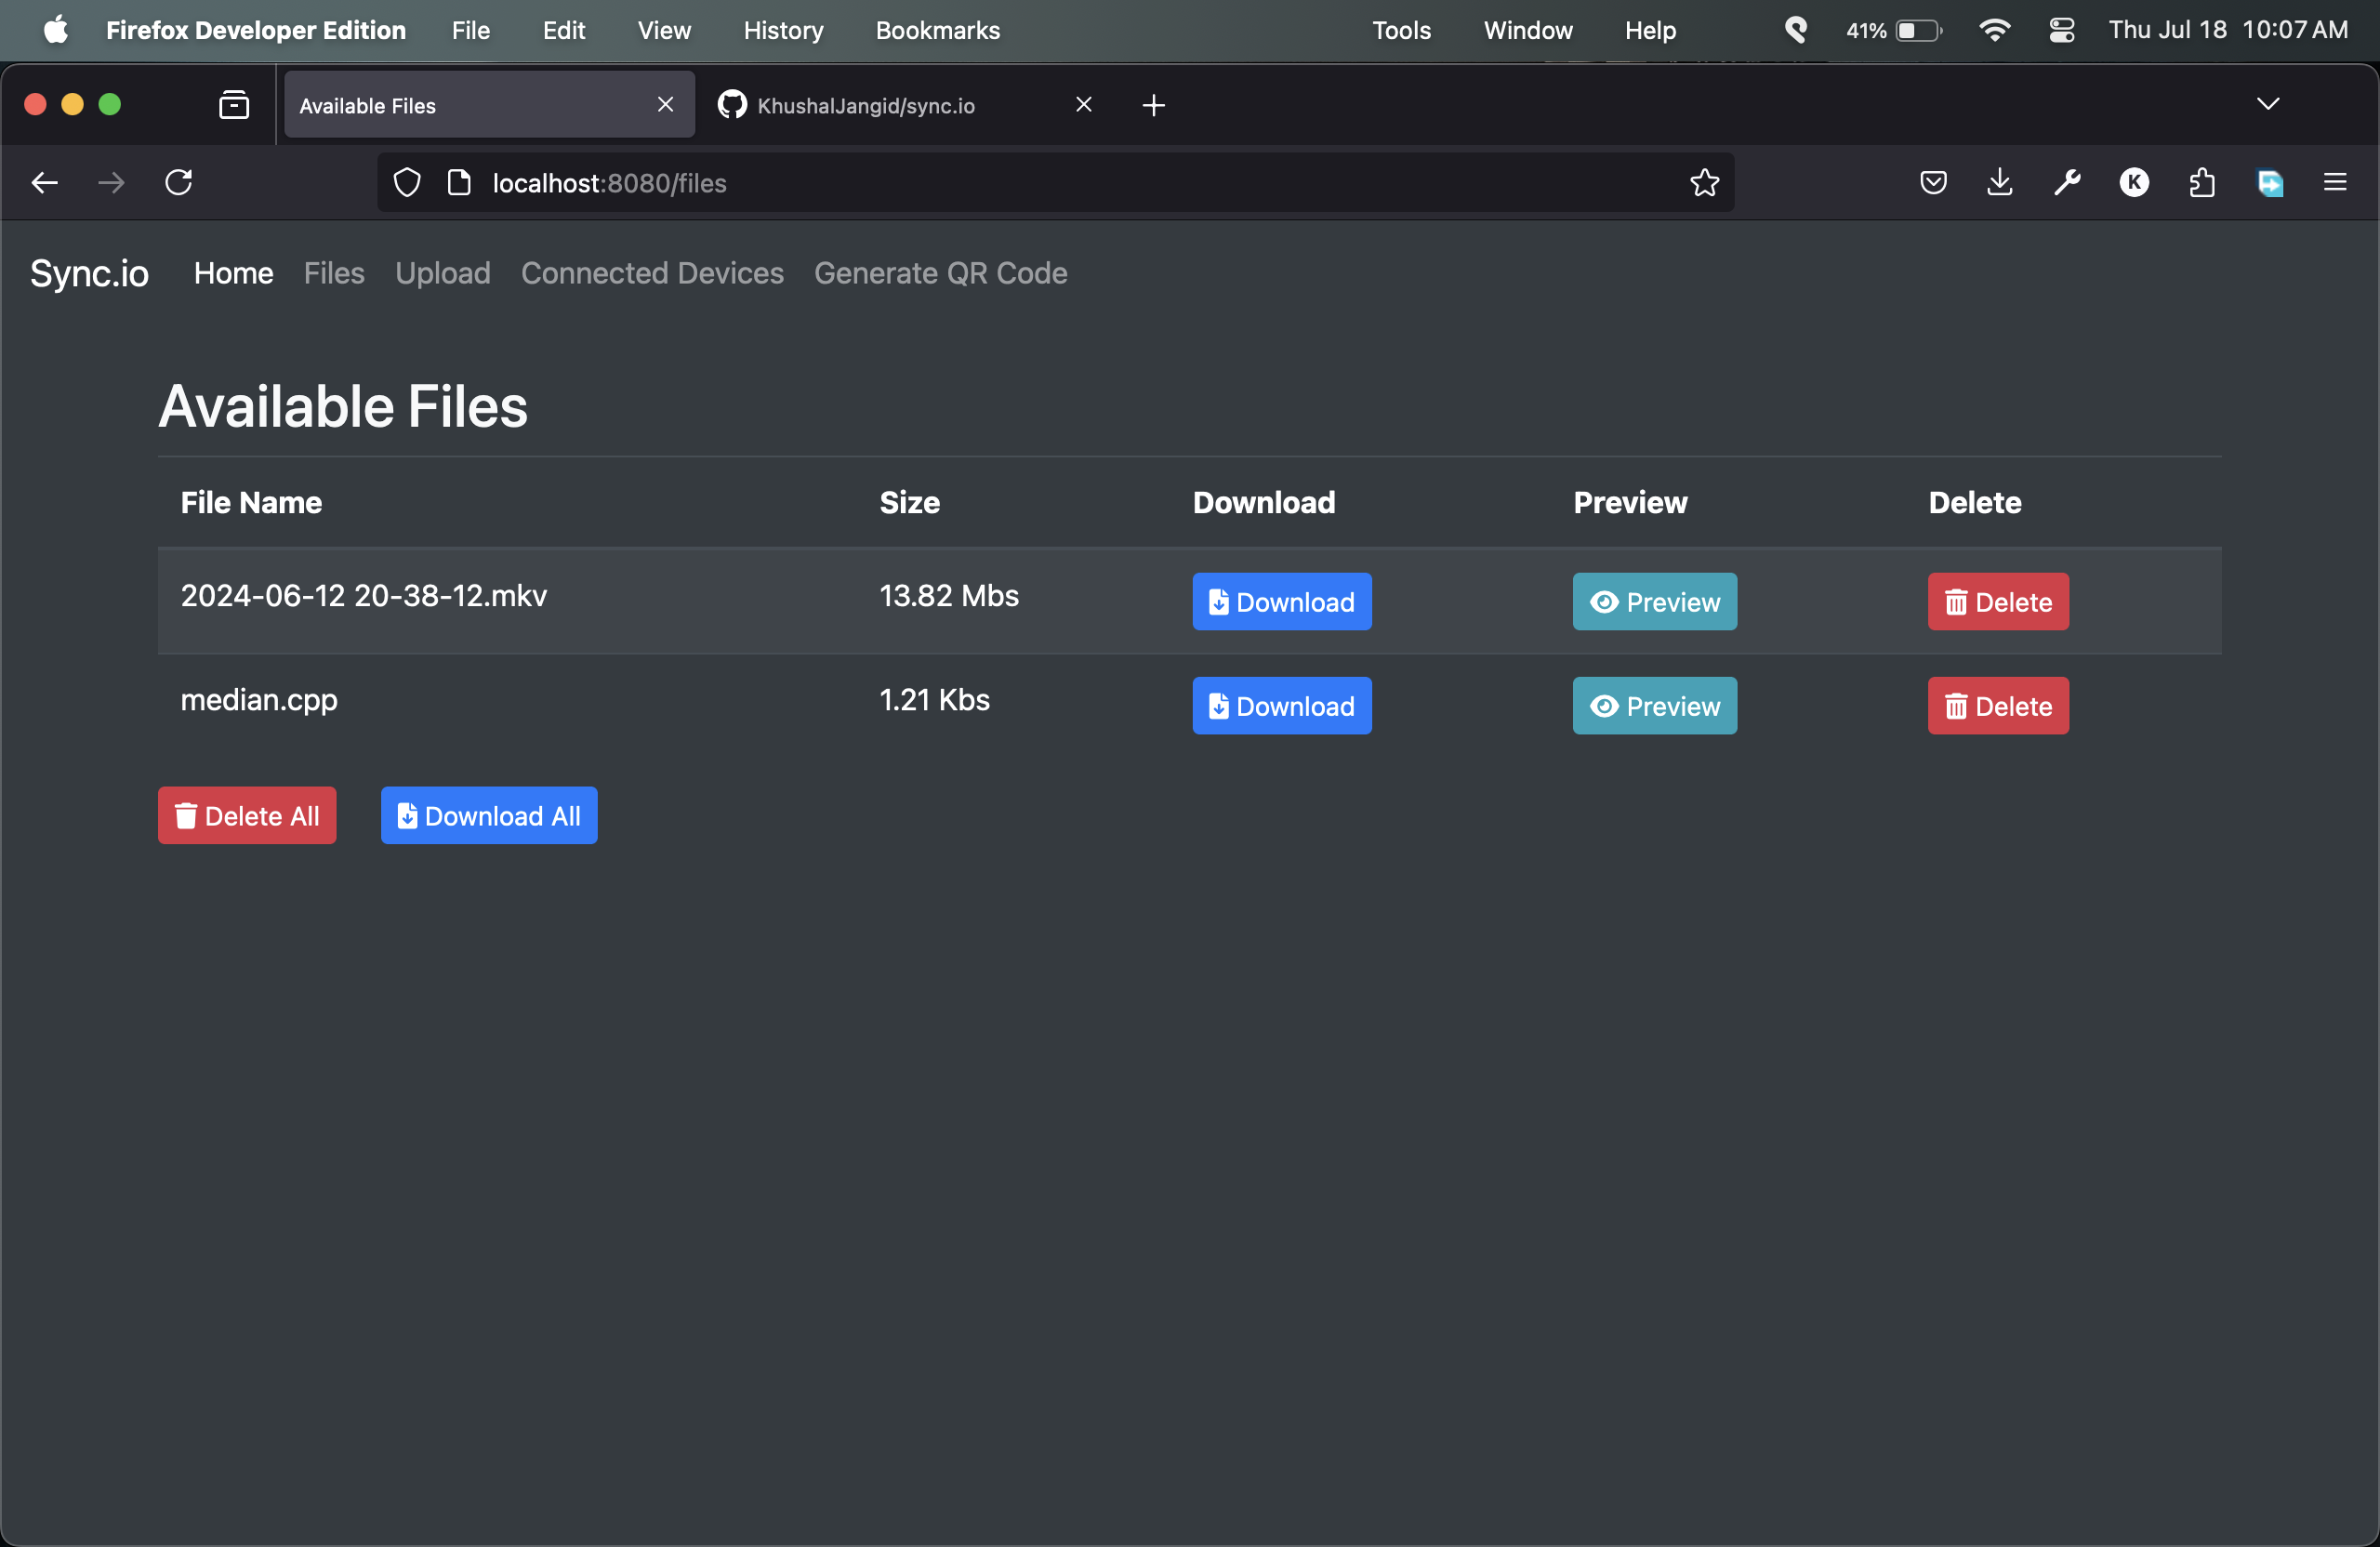 Firefox Developer Edition File Edit View History Bookmarks Tools Window Help 41% Thu Jul 18 10:07 AM
Available Files KhushalJangid/sync.io
localhost:8080/files K
Sync.io Home Files Upload Connected Devices Generate QR Code
Available Files
File Name Size Download Preview Delete
2024-06-12 20-38-12.mkv 13.82 Mbs Download Preview Delete
median.cpp 1.21 Kbs Download Preview Delete
Delete All Download All